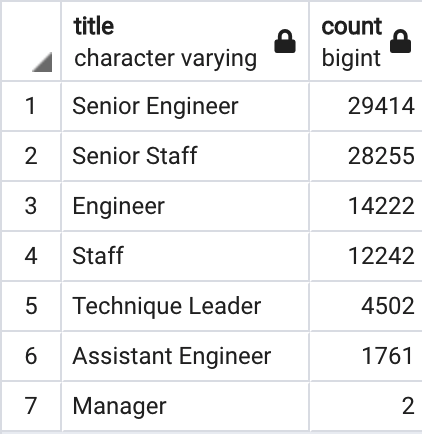 title count
character varying bigint
1 Senior Engineer 29414
2 Senior Staff 28255
3 Engineer 14222
4 Staff 12242
5 Technique Leader 4502
6 Assistant Engineer 1761
7 Manager 2